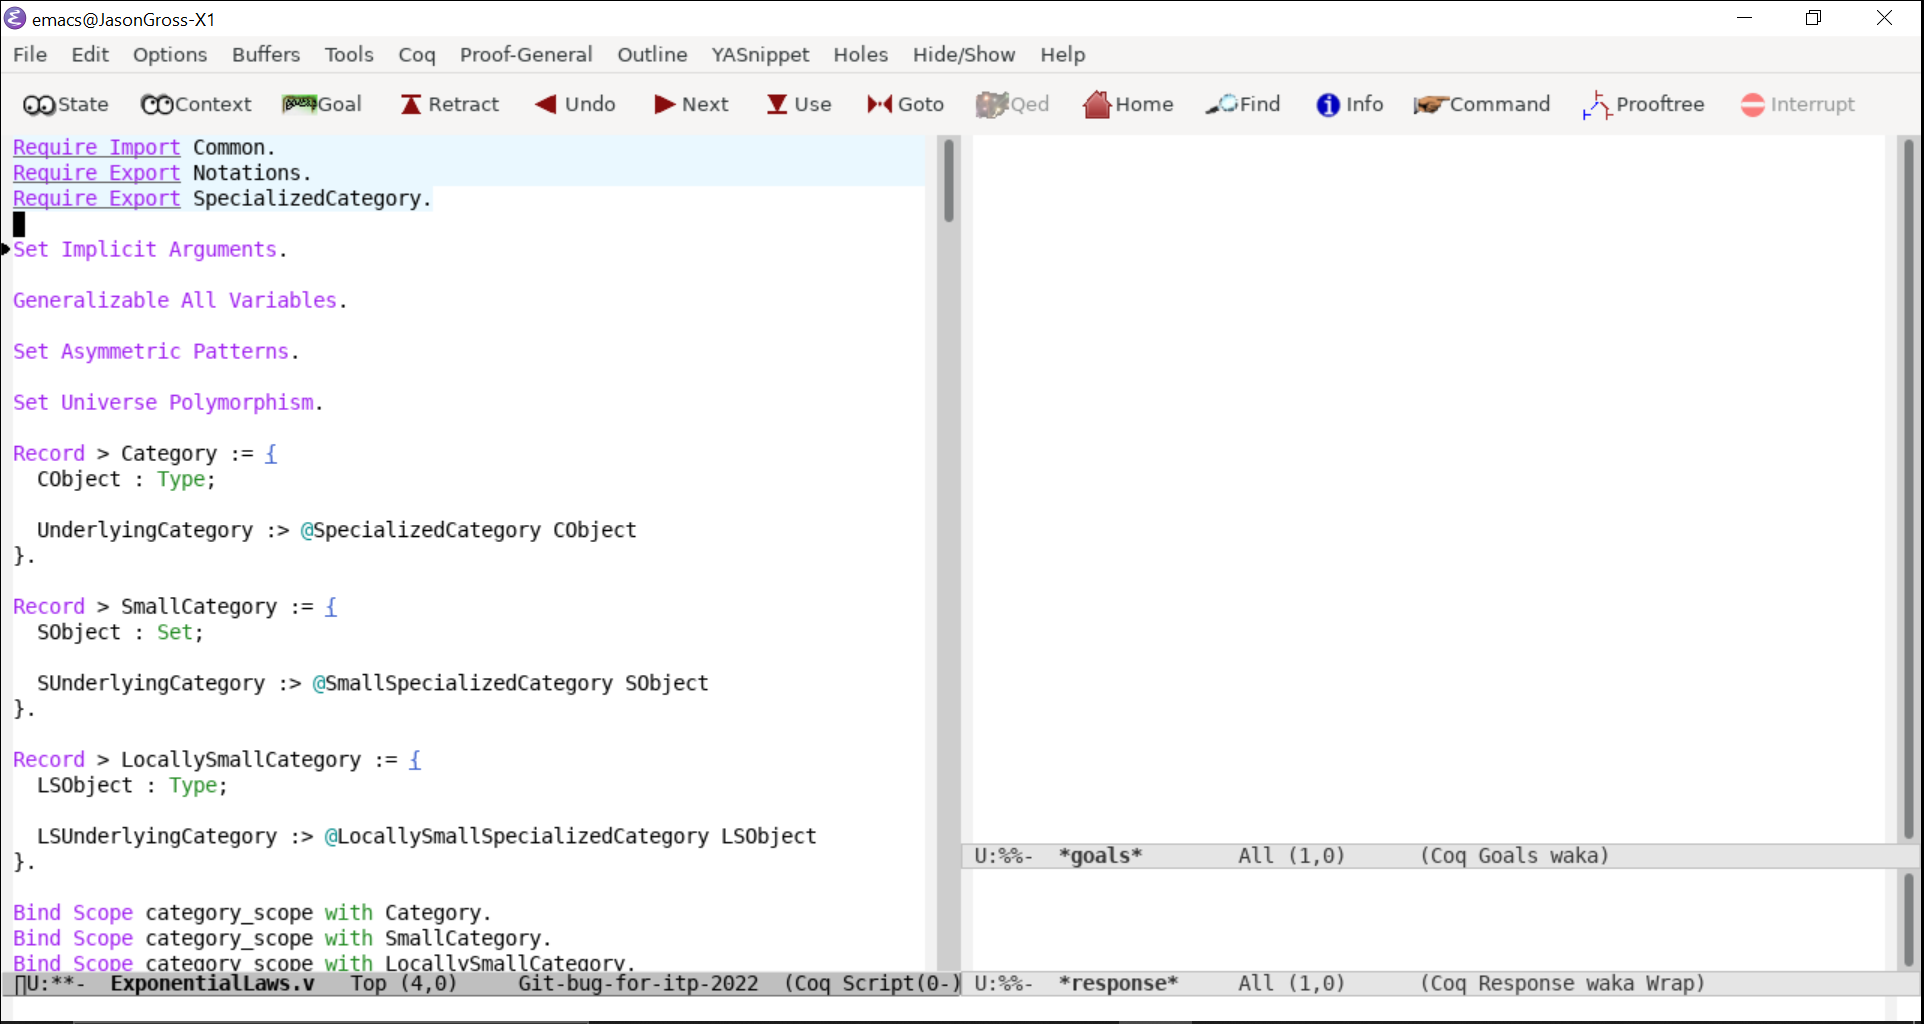 emacs@JasonGross-X1
File Edit Options Buffers Tools Coq Proof-General Outline YASnippet Holes Hide/Show Help
State Context Goal Retract Undo Next Use Goto Qed Home Find Info Command Prooftree Interrupt
Require Import Common.
Require Export Notations.
Require Export SpecializedCategory.
Set Implicit Arguments.
Generalizable All Variables.
Set Asymmetric Patterns.
Set Universe Polymorphism.
Record > Category := {
  CObject : Type;
  UnderlyingCategory :> @SpecializedCategory CObject
}.
Record > SmallCategory := {
  SObject : Set;
  SUnderlyingCategory :> @SmallSpecializedCategory SObject
}.
Record > LocallySmallCategory := {
  LSObject : Type;
  LSUnderlyingCategory :> @LocallySmallSpecializedCategory LSObject
}.
Bind Scope category_scope with Category.
Bind Scope category_scope with SmallCategory.
Bind Scope category_scope with LocallySmallCategory.
U:**-  ExponentialLaws.v   Top (4,0)     Git-bug-for-itp-2022  (Coq Script(0-)
U:%%-  *goals*        All (1,0)      (Coq Goals waka)
U:%%-  *response*     All (1,0)      (Coq Response waka Wrap)